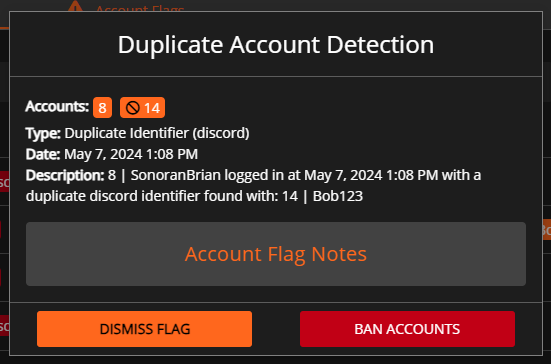 Account Flags
Duplicate Account Detection
Accounts: 8 14
Type: Duplicate Identifier (discord)
Date: May 7, 2024 1:08 PM
Description: 8 | SonoranBrian logged in at May 7, 2024 1:08 PM with a
duplicate discord identifier found with: 14 | Bob123
Account Flag Notes
DISMISS FLAG
BAN ACCOUNTS